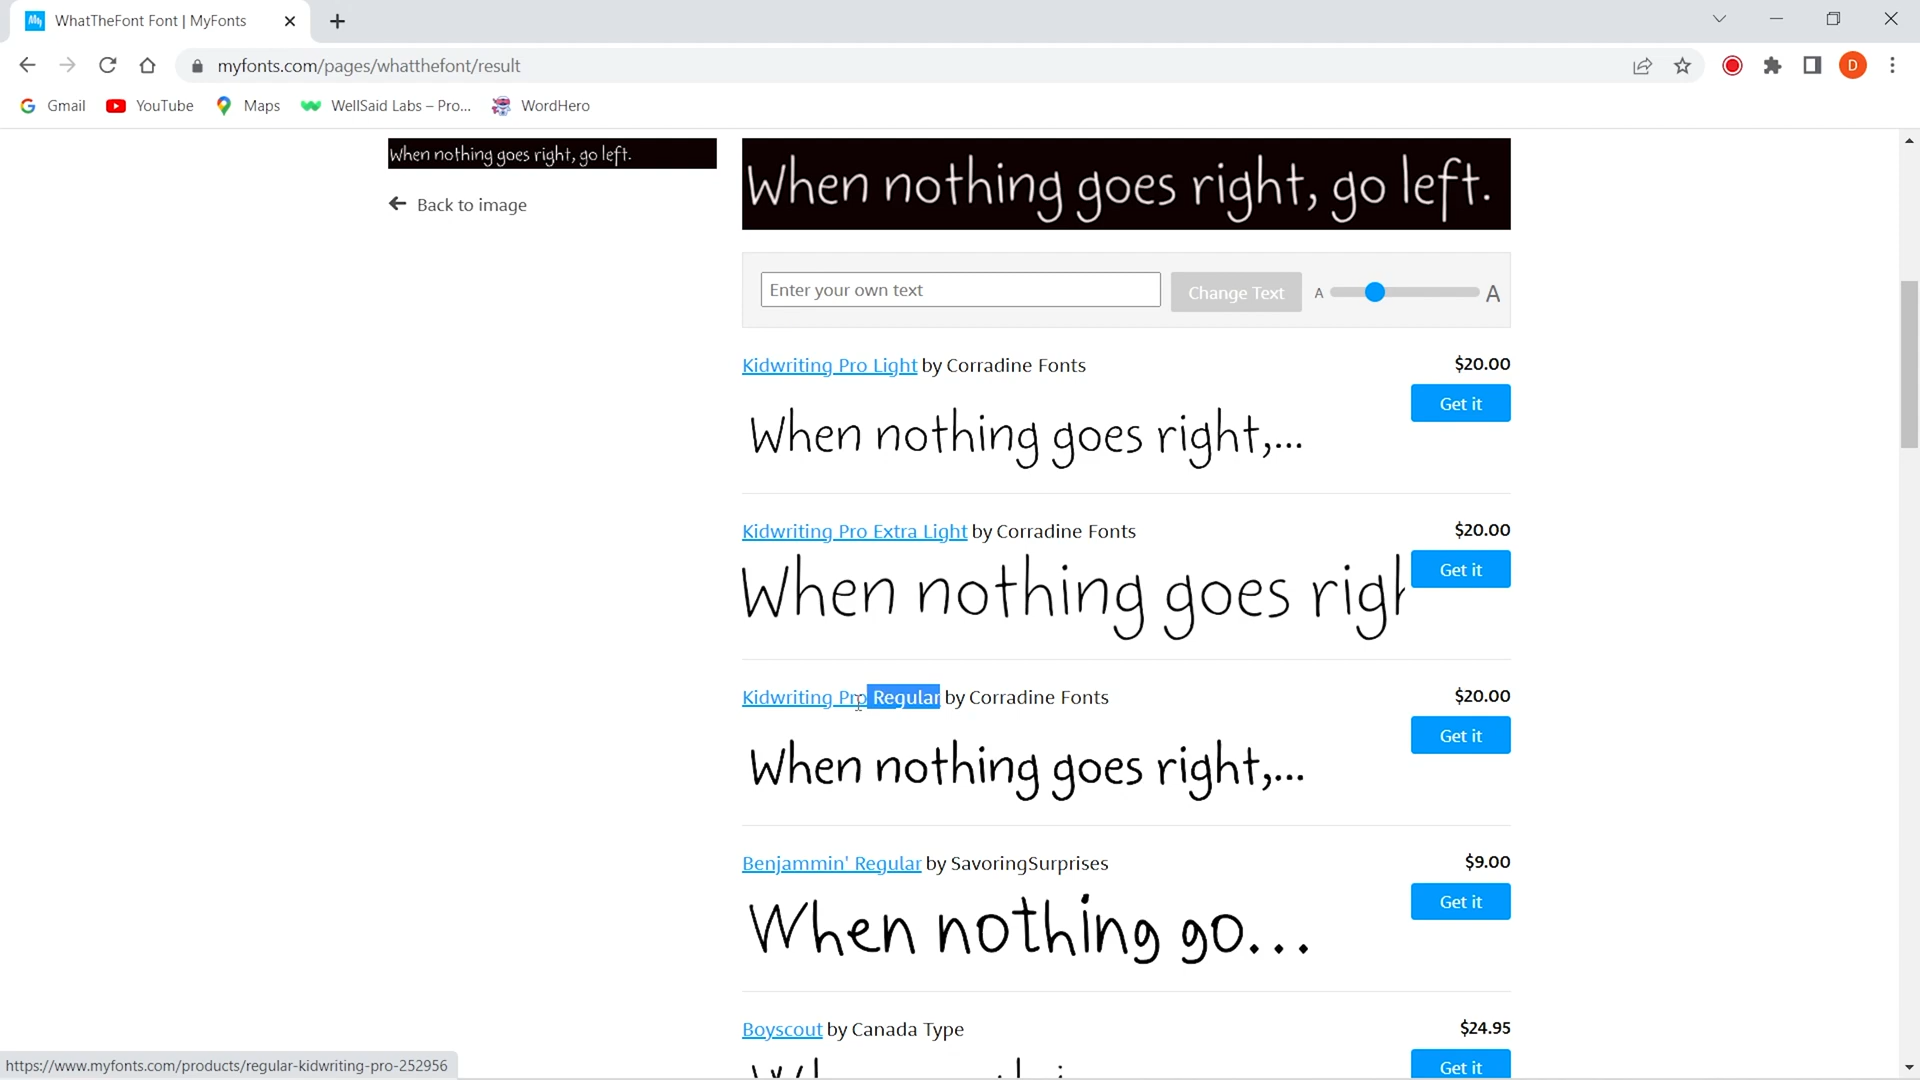 WhatTheFont Font | MyFonts
myfonts.com/pages/whatthefont/result
D
Gmail
YouTube
Maps
WellSaid Labs – Pro...
WordHero
When nothing goes right, go left.
When nothing goes right, go left.
Back to image
Enter your own text
Change Text
A
A
Kidwriting Pro Light by Corradine Fonts
$20.00
Get it
When nothing goes right,...
Kidwriting Pro Extra Light by Corradine Fonts
$20.00
Get it
When nothing goes righ
Kidwriting Pro Regular by Corradine Fonts
$20.00
Get it
When nothing goes right,...
Benjammin' Regular by SavoringSurprises
$9.00
Get it
When nothing go...
Boyscout by Canada Type
$24.95
Get it
https://www.myfonts.com/products/regular-kidwriting-pro-252956